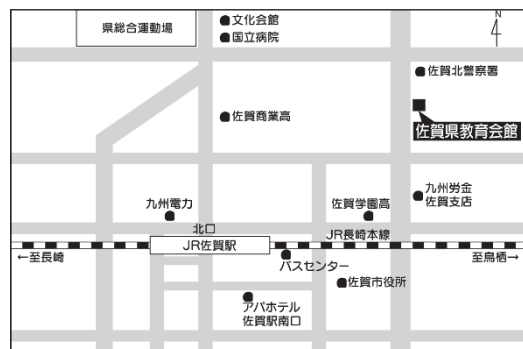 県総合運動場
文化会館
国立病院
N
佐賀北警察署
佐賀商業高
佐賀県教育会館
九州労金
佐賀支店
九州電力
佐賀学園高
北口
JR佐賀駅
JR長崎本線
←至長崎
至鳥栖→
バスセンター
佐賀市役所
アパホテル
佐賀駅南口